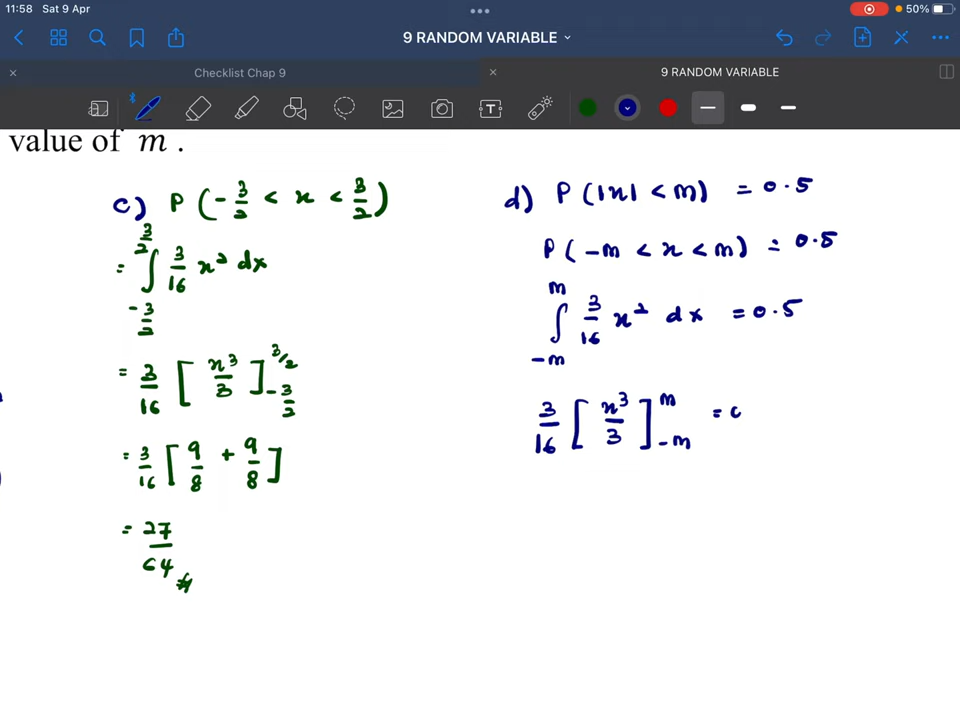 11:58 Sat 9 Apr
50%
9 RANDOM VARIABLE
Checklist Chap 9
9 RANDOM VARIABLE
T
value of m .
c) P(-3/2 < x < 3/2)
= ∫_{-3/2}^{3/2} 3/16 x² dx
= 3/16 [x³/3]_{-3/2}^{3/2}
= 3/16 [9/8 + 9/8]
= 27/64
d) P(|x| < m) = 0.5
P(-m < x < m) = 0.5
∫_{-m}^{m} 3/16 x² dx = 0.5
3/16 [x³/3]_{-m}^{m} = 0